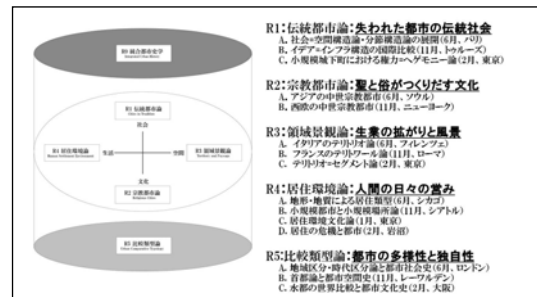 R0 統合都市史学
R1 伝統都市論
社会
R4 居住環境論
生活
空間
R3 領域景観論
文化
R2 宗教都市論
R5 比較類型論
R1:伝統都市論:失われた都市の伝統社会
A. 社会=空間構造論・分節構造論の展開(6月、パリ)
B. イデア=インフラ構造の国際比較(11月、トゥルーズ)
C. 小規模城下町における権力=ヘゲモニー論(2月、東京)
R2:宗教都市論:聖と俗がつくりだす文化
A. アジアの中世宗教都市(6月、ソウル)
B. 西欧の中世宗教都市(11月、ニューヨーク)
R3:領域景観論:生業の拡がりと風景
A. イタリアのテリトリオ論(6月、フィレンツェ)
B. フランスのテリトワール論(11月、ローマ)
C. テリトリオ=セグメント論(2月、東京)
R4:居住環境論:人間の日々の営み
A. 地形・地質による居住類型(6月、シカゴ)
B. 小規模都市と小規模場所論(11月、シアトル)
C. 居住環境文化論(1月、東京)
D. 居住の危機と都市(2月、岩沼)
R5:比較類型論:都市の多様性と独自性
A. 地域区分・時代区分論と都市社会史(6月、ロンドン)
B. 首都論と都市空間史(11月、レーワルデン)
C. 水都の世界比較と都市文化史(2月、大阪)